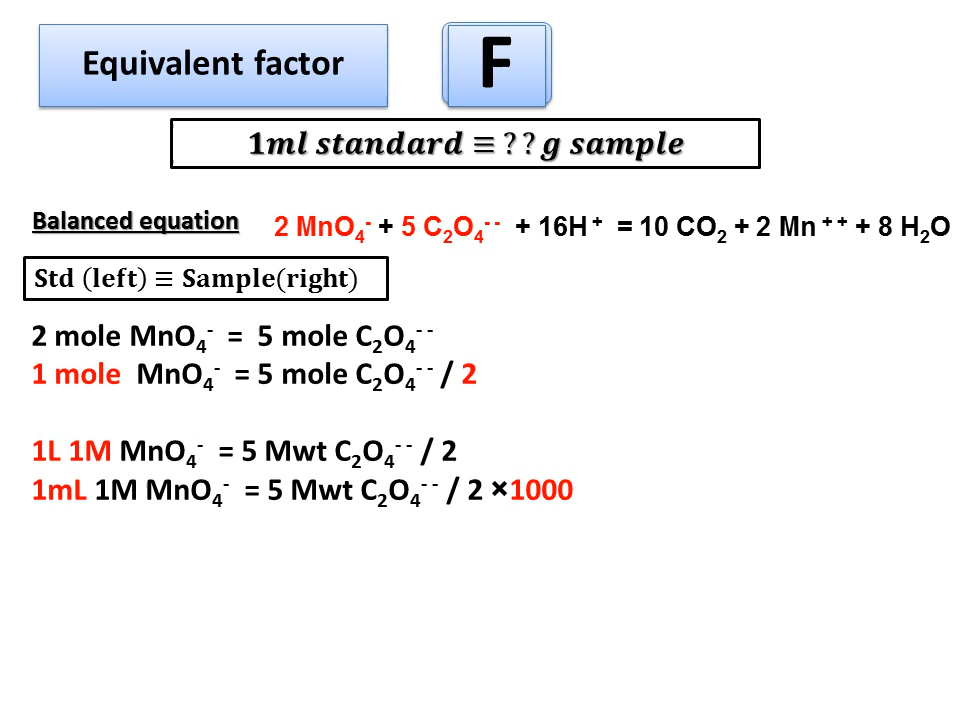 Equivalent factor
F
1ml standard ≡ ? ? g sample
Balanced equation 2 MnO₄⁻ + 5 C₂O₄⁻⁻ + 16H⁺ = 10 CO₂ + 2 Mn⁺⁺ + 8 H₂O
Std (left) ≡ Sample(right)
2 mole MnO₄⁻ = 5 mole C₂O₄⁻⁻
1 mole MnO₄⁻ = 5 mole C₂O₄⁻⁻ / 2
1L 1M MnO₄⁻ = 5 Mwt C₂O₄⁻⁻ / 2
1mL 1M MnO₄⁻ = 5 Mwt C₂O₄⁻⁻ / 2 ×1000